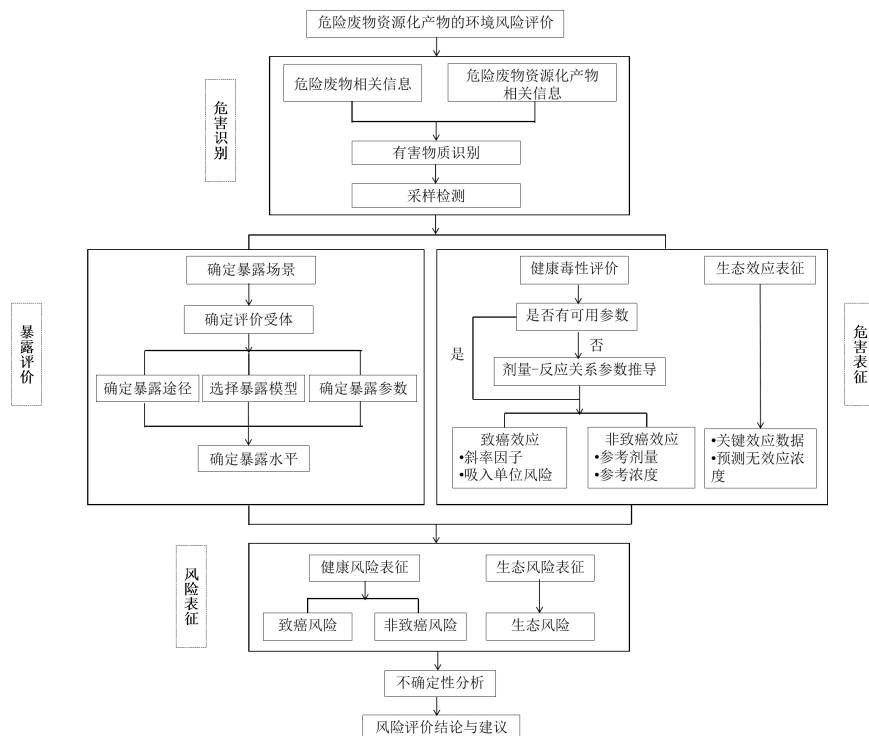 危险废物资源化产物的环境风险评价
危害识别
危险废物相关信息
危险废物资源化产物
相关信息
有害物质识别
采样检测
暴露评价
确定暴露场景
确定评价受体
确定暴露途径
选择暴露模型
确定暴露参数
确定暴露水平
危害表征
健康毒性评价
生态效应表征
是否有可用参数
是
否
剂量-反应关系参数推导
致癌效应
•斜率因子
•吸入单位风险
非致癌效应
•参考剂量
•参考浓度
•关键效应数据
•预测无效应浓
度
风险表征
健康风险表征
生态风险表征
致癌风险
非致癌风险
生态风险
不确定性分析
风险评价结论与建议